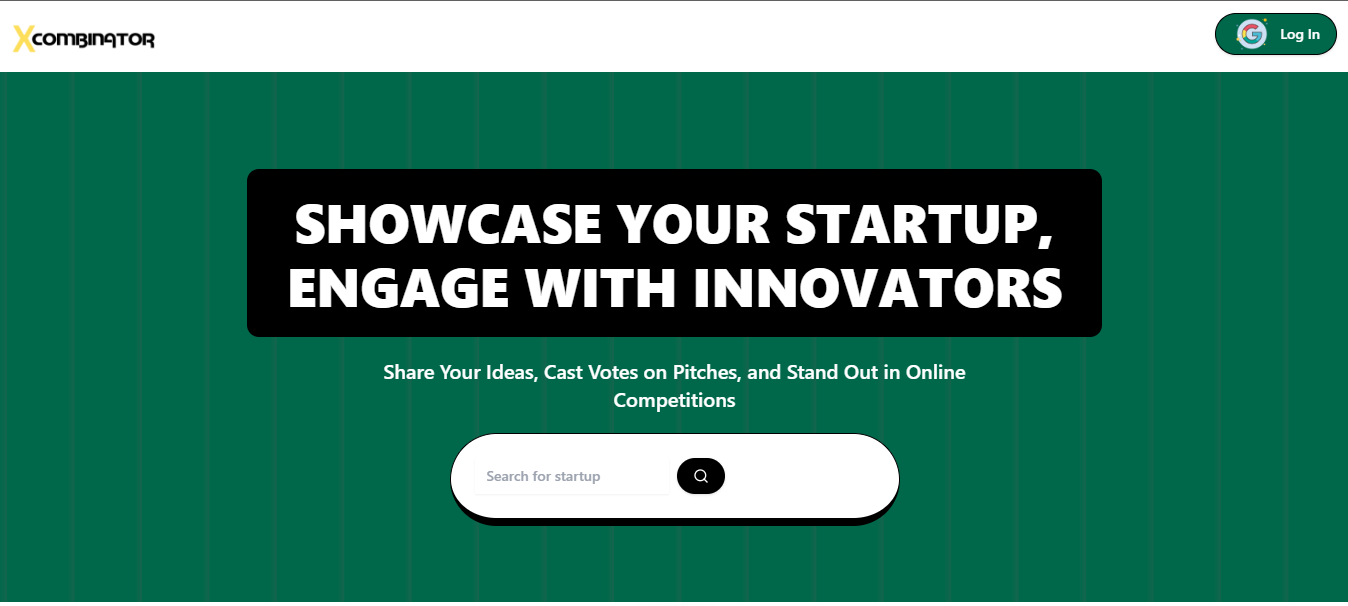 XCOMBINATOR
Log In
SHOWCASE YOUR STARTUP,
ENGAGE WITH INNOVATORS
Share Your Ideas, Cast Votes on Pitches, and Stand Out in Online
Competitions
Search for startup